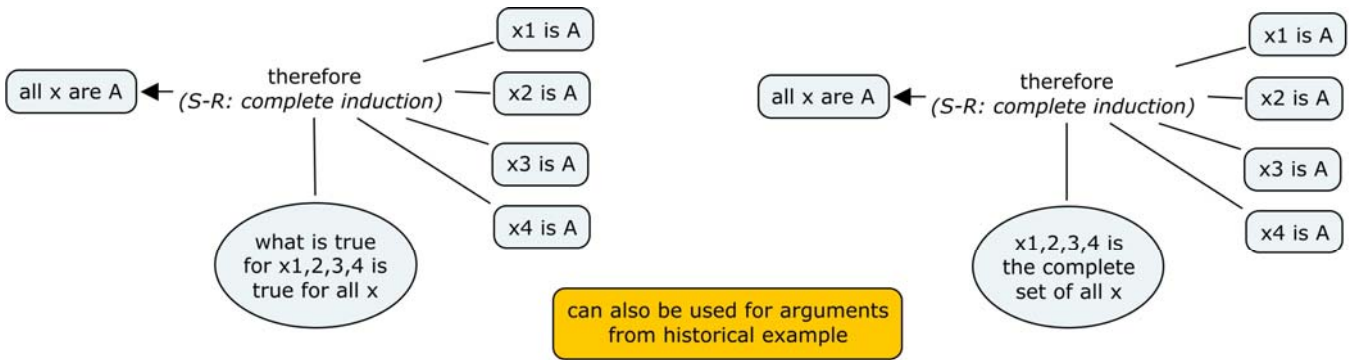 x1 is A
therefore
(S-R: complete induction)
all x are A
x2 is A
x3 is A
x4 is A
what is true
for x1,2,3,4 is
true for all x
x1 is A
therefore
(S-R: complete induction)
all x are A
x2 is A
x3 is A
x4 is A
x1,2,3,4 is
the complete
set of all x
can also be used for arguments
from historical example